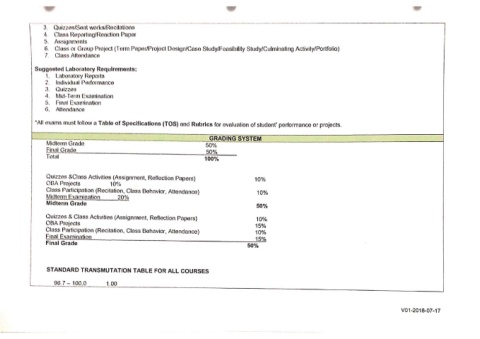 3. Quizzes/Seat works/Recitations
4. Class Reporting/Reaction Paper
5. Assignments
6. Class or Group Project (Term Paper/Project Design/Case Study/Feasibility Study/Culminating Activity/Portfolio)
7. Class Attendance
Suggested Laboratory Requirements:
1. Laboratory Reports
2. Individual Performance
3. Quizzes
4. Mid-Term Examination
5. Final Examination
6. Attendance
*All exams must follow a Table of Specifications (TOS) and Rubrics for evaluation of student' performance or projects.
GRADING SYSTEM
Midterm Grade 50%
Final Grade 50%
Total 100%
Quizzes &Class Activities (Assignment, Reflection Papers) 10%
OBA Projects 10%
Class Participation (Recitation, Class Behavior, Attendance) 10%
Midterm Examination 20%
Midterm Grade 50%
Quizzes & Class Activities (Assignment, Reflection Papers) 10%
OBA Projects 15%
Class Participation (Recitation, Class Behavior, Attendance) 10%
Final Examination 15%
Final Grade 50%
STANDARD TRANSMUTATION TABLE FOR ALL COURSES
98.7 – 100.0 1.00
V01-2018-07-17